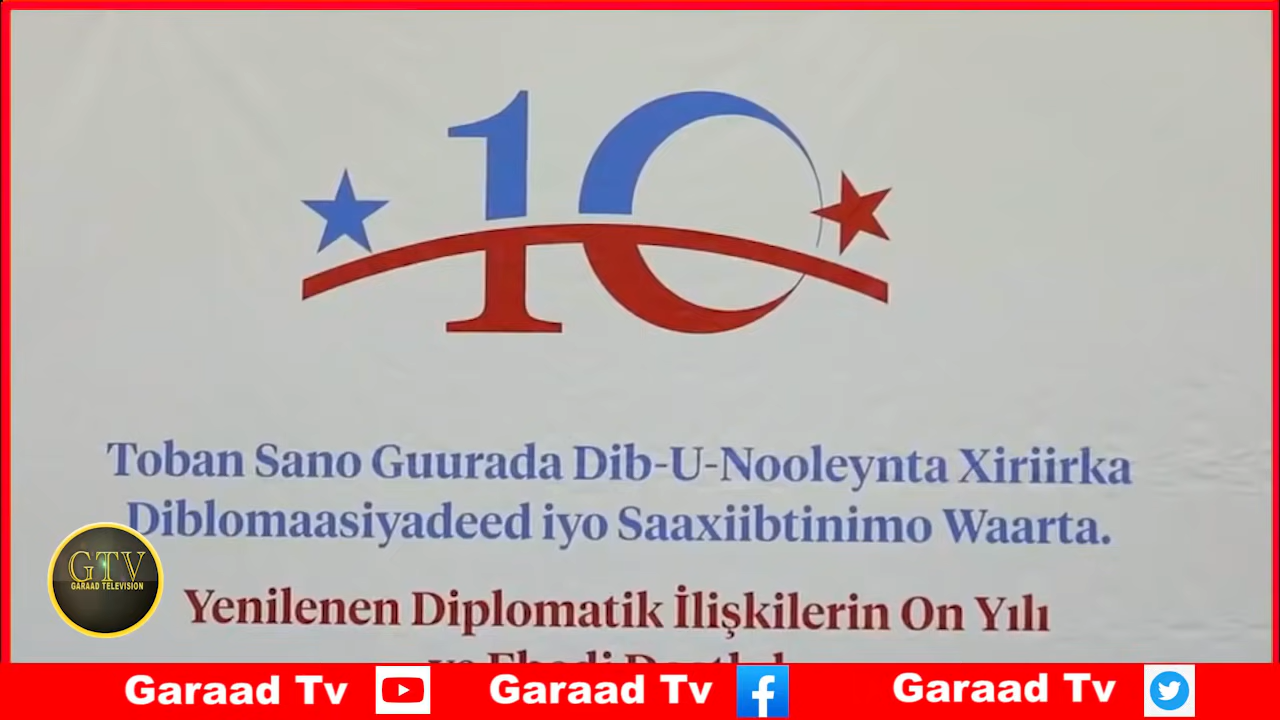 10
Toban Sano Guurada Dib-U-Nooleynta Xiriirka
Diblomaasiyadeed iyo Saaxiibtinimo Waarta.
Yenilenen Diplomatik İlişkilerin On Yılı
GTV
GARAAD TELEVISION
Garaad Tv
Garaad Tv
Garaad Tv